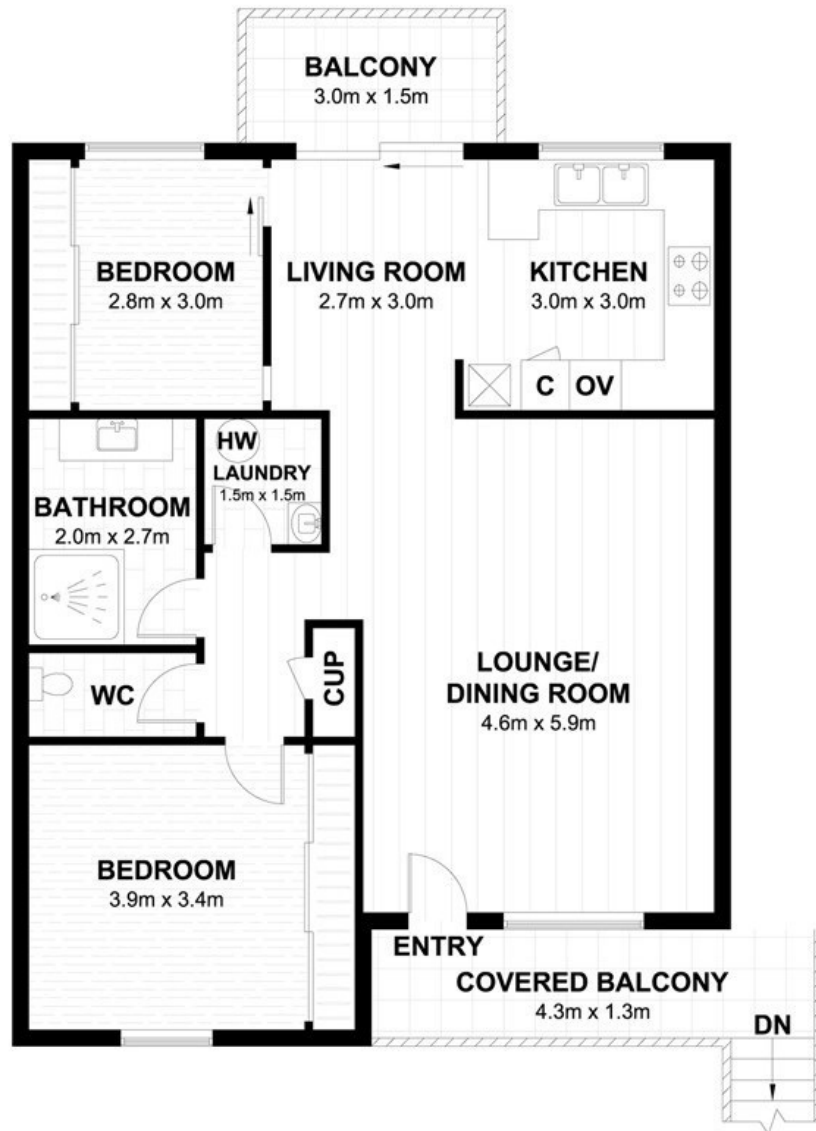 BALCONY
3.0m x 1.5m
BEDROOM
2.8m x 3.0m
LIVING ROOM
2.7m x 3.0m
KITCHEN
3.0m x 3.0m
C
OV
HW
LAUNDRY
1.5m x 1.5m
BATHROOM
2.0m x 2.7m
WC
CUP
LOUNGE/
DINING ROOM
4.6m x 5.9m
BEDROOM
3.9m x 3.4m
ENTRY
COVERED BALCONY
4.3m x 1.3m
DN